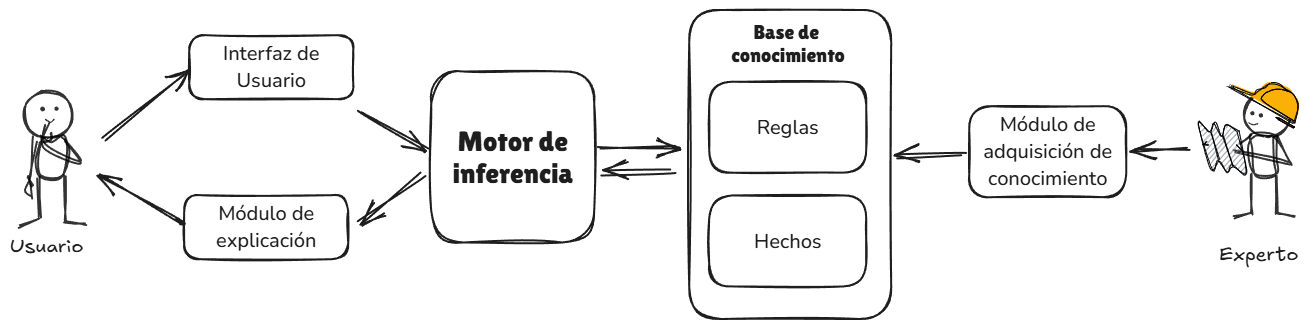 Usuario
Interfaz de
Usuario
Módulo de
explicación
Motor de
inferencia
Base de
conocimiento
Reglas
Hechos
Módulo de
adquisición de
conocimiento
Experto